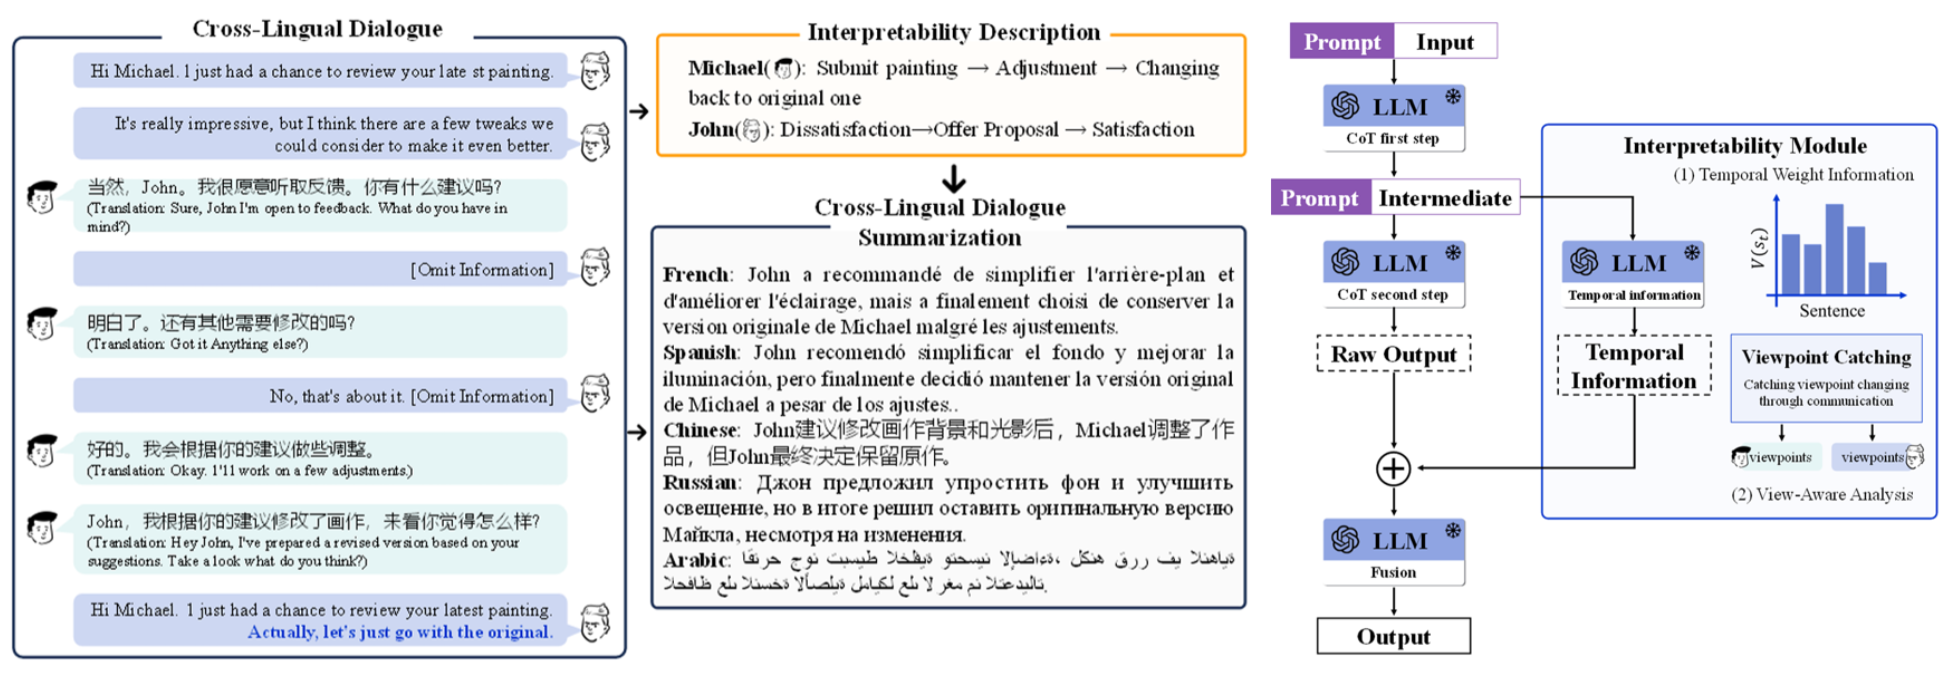 Cross-Lingual Dialogue
Hi Michael. I just had a chance to review your late st painting.
It's really impressive, but I think there are a few tweaks we
could consider to make it even better.
当然，John。我很愿意听取反馈。你有什么建议吗?
(Translation: Sure, John I'm open to feedback. What do you have in
mind?)
[Omit Information]
明白了。还有其他需要修改的吗?
(Translation: Got it Anything else?)
No, that's about it. [Omit Information]
好的。我会根据你的建议做些调整。
(Translation: Okay. I'll work on a few adjustments.)
John，我根据你的建议修改了画作，来看你觉得怎么样?
(Translation: Hey John, I've prepared a revised version based on your
suggestions. Take a look what do you think?)
Hi Michael. I just had a chance to review your latest painting.
Actually, let's just go with the original.
Interpretability Description
Michael( ): Submit painting → Adjustment → Changing
back to original one
John( ): Dissatisfaction→Offer Proposal → Satisfaction
Cross-Lingual Dialogue
Summarization
French: John a recommandé de simplifier l'arrière-plan et
d'améliorer l'éclairage, mais a finalement choisi de conserver la
version originale de Michael malgré les ajustements.
Spanish: John recomendó simplificar el fondo y mejorar la
iluminación, pero finalmente decidió mantener la versión original
de Michael a pesar de los ajustes..
Chinese: John建议修改画作背景和光影后，Michael调整了作
品，但John最终决定保留原作。
Russian: Джон предложил упростить фон и улучшить
освещение, но в итоге решил оставить оригинальную версию
Майкла, несмотря на изменения.
Arabic:
Prompt Input
LLM
CoT first step
Prompt Intermediate
LLM
CoT second step
Raw Output
LLM
Fusion
Output
Interpretability Module
(1) Temporal Weight Information
LLM
Temporal information
Temporal
Information
V(s_t)
Sentence
Viewpoint Catching
Catching viewpoint changing
through communication
viewpoints
viewpoints
(2) View-Aware Analysis